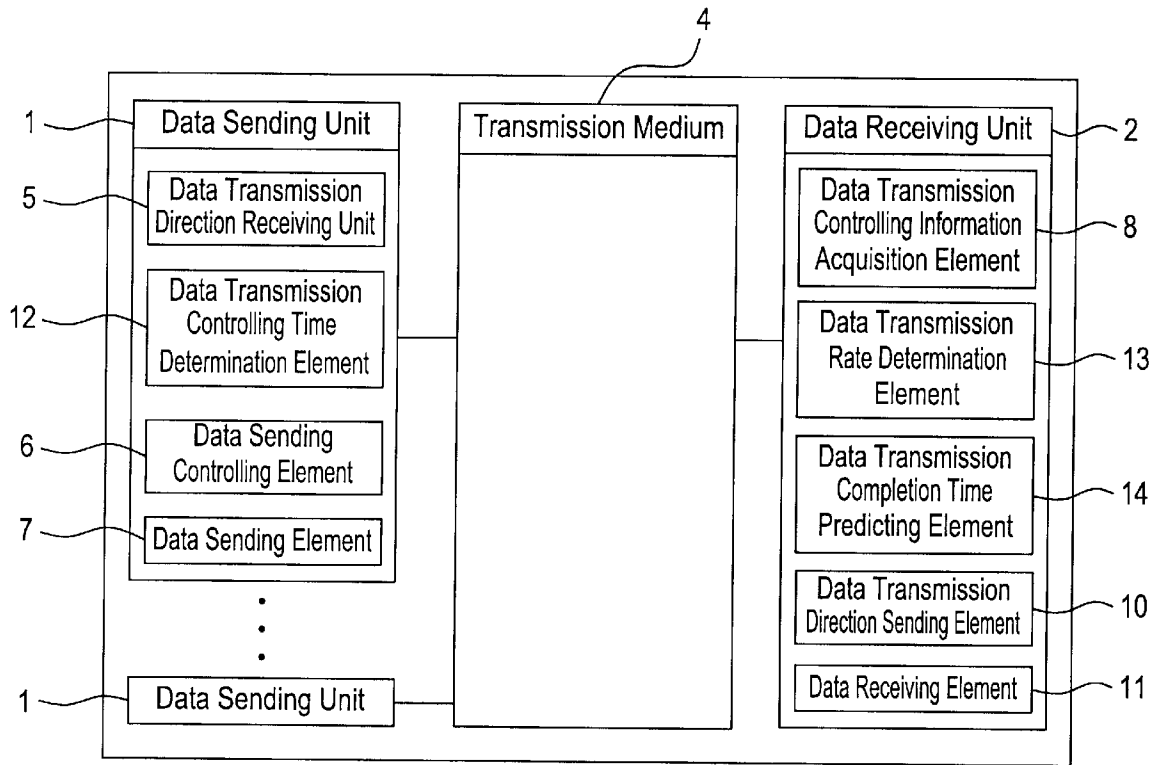 4
1
Data Sending Unit
Transmission Medium
Data Receiving Unit
2
5
Data Transmission
Direction Receiving Unit
Data Transmission
Controlling Information
Acquisition Element
8
12
Data Transmission
Controlling Time
Determination Element
Data Transmission
Rate Determination
Element
13
6
Data Sending
Controlling Element
Data Transmission
Completion Time
Predicting Element
14
7
Data Sending Element
Data Transmission
Direction Sending Element
10
1
Data Sending Unit
Data Receiving Element
11